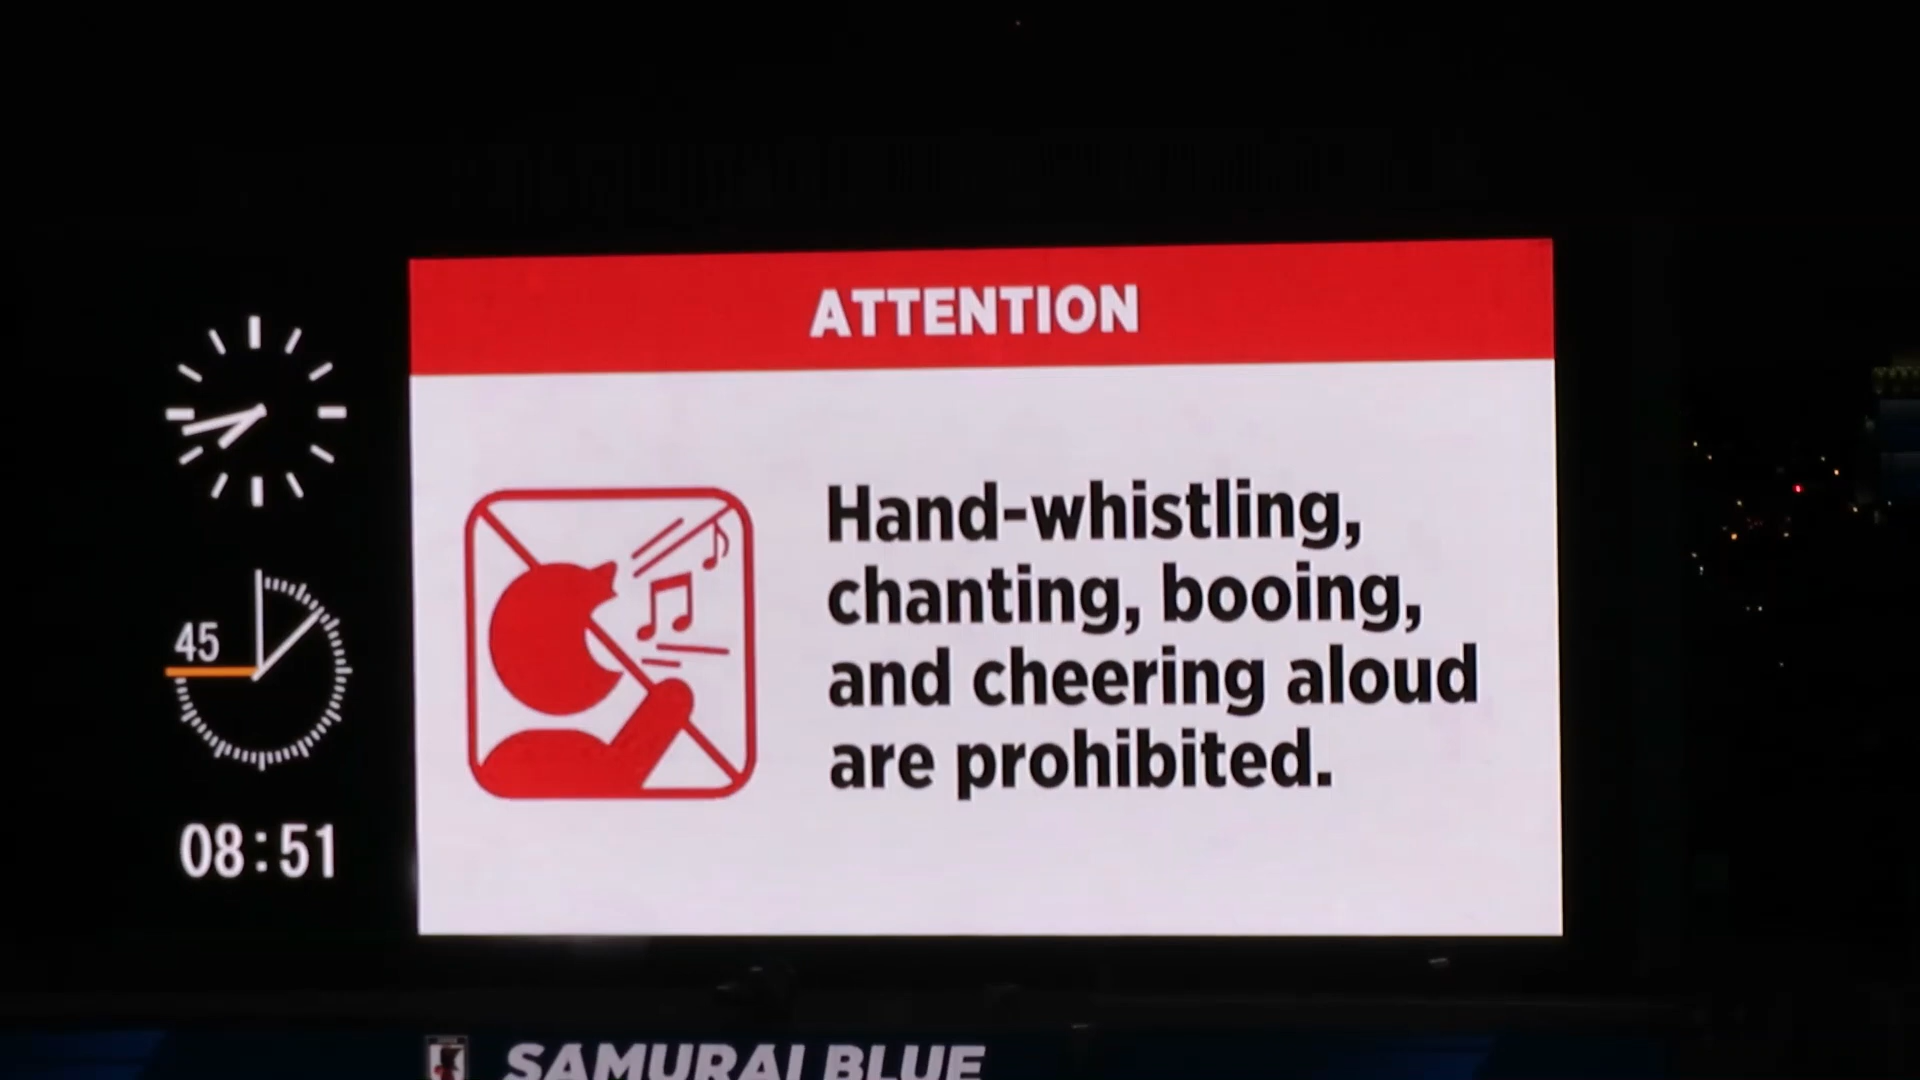 ATTENTION
Hand-whistling,
chanting, booing,
and cheering aloud
are prohibited.
45
08:51
SAMURAI BLUE